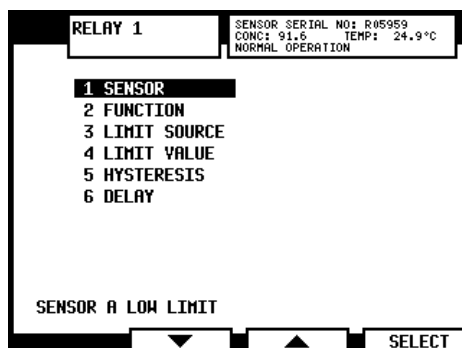 RELAY 1
SENSOR SERIAL NO: R05959
CONC: 91.6 TEMP: 24.9°C
NORMAL OPERATION
1 SENSOR
2 FUNCTION
3 LIMIT SOURCE
4 LIMIT VALUE
5 HYSTERESIS
6 DELAY
SENSOR A LOW LIMIT
SELECT